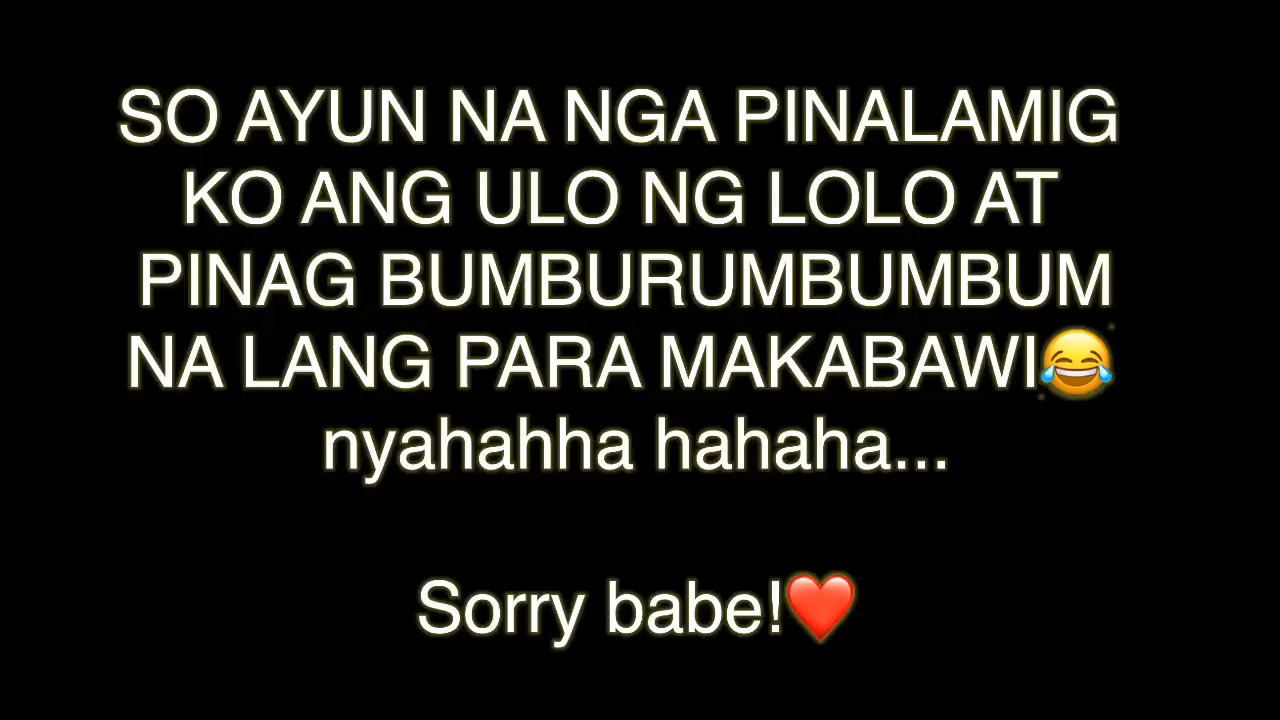 SO AYUN NA NGA PINALAMIG
KO ANG ULO NG LOLO AT
PINAG BUMBURUMBUMBUM
NA LANG PARA MAKABAWI😂
nyahahha hahaha...
Sorry babe!❤️